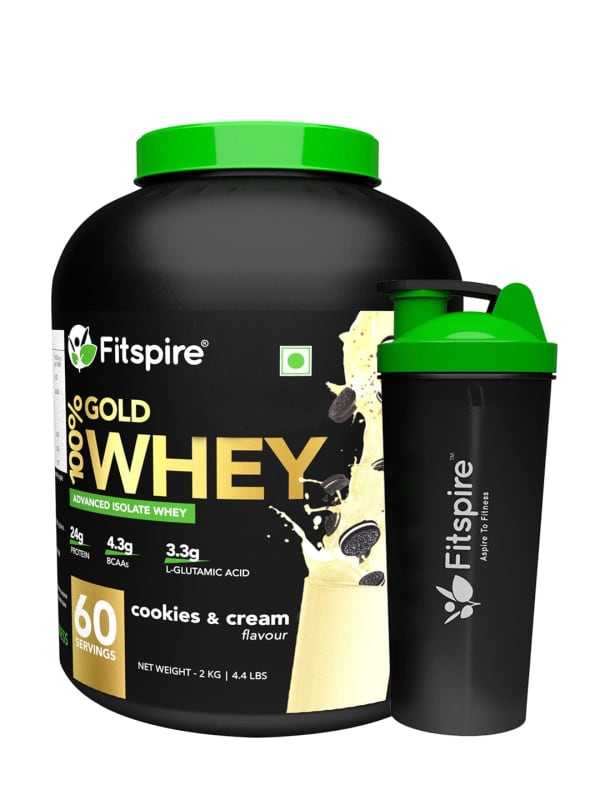 Fitspire®
100% GOLD
WHEY
ADVANCED ISOLATE WHEY
24g
PROTEIN
4.3g
BCAAs
3.3g
L-GLUTAMIC ACID
60
SERVINGS
cookies & cream
flavour
NET WEIGHT - 2 KG | 4.4 LBS
Fitspire™
Aspire To Fitness